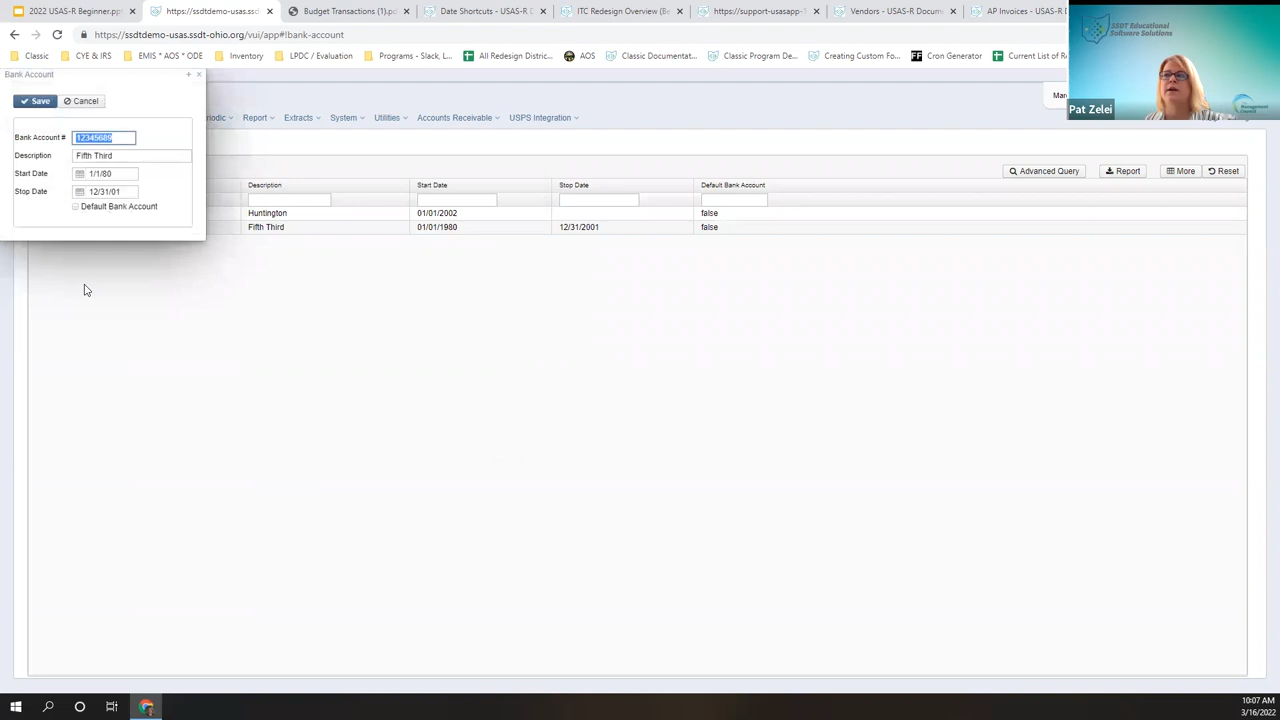 2022 USAS-R Beginner.ppt
https://ssdtdemo-usas.ssd
Budget Transactions (1).pd
Date Shortcuts - USAS-R D
ITC Redesign Overview (Be
https://support-usasapp-1
Vendors - USAS-R Docum
AP Invoices - USAS-R D
https://ssdtdemo-usas.ssdt-ohio.org/vui/app#!bank-account
Classic
CYE & IRS
EMIS * AOS * ODE
Inventory
LPDC / Evaluation
Programs - Slack, L...
All Redesign Distric...
AOS
Classic Documentat...
Classic Program De...
Creating Custom Fo...
Cron Generator
Current List of R
SSDT Educational
Software Solutions
Management
Council
Pat Zelei
Bank Account
Save
Cancel
Bank Account #
12345689
Description
Fifth Third
Start Date
1/1/80
Stop Date
12/31/01
Default Bank Account
riodic
Report
Extracts
System
Utilities
Accounts Receivable
USPS Integration
Mar
Advanced Query
Report
More
Reset
Description
Start Date
Stop Date
Default Bank Account
Huntington
01/01/2002
false
Fifth Third
01/01/1980
12/31/2001
false
10:07 AM
3/16/2022